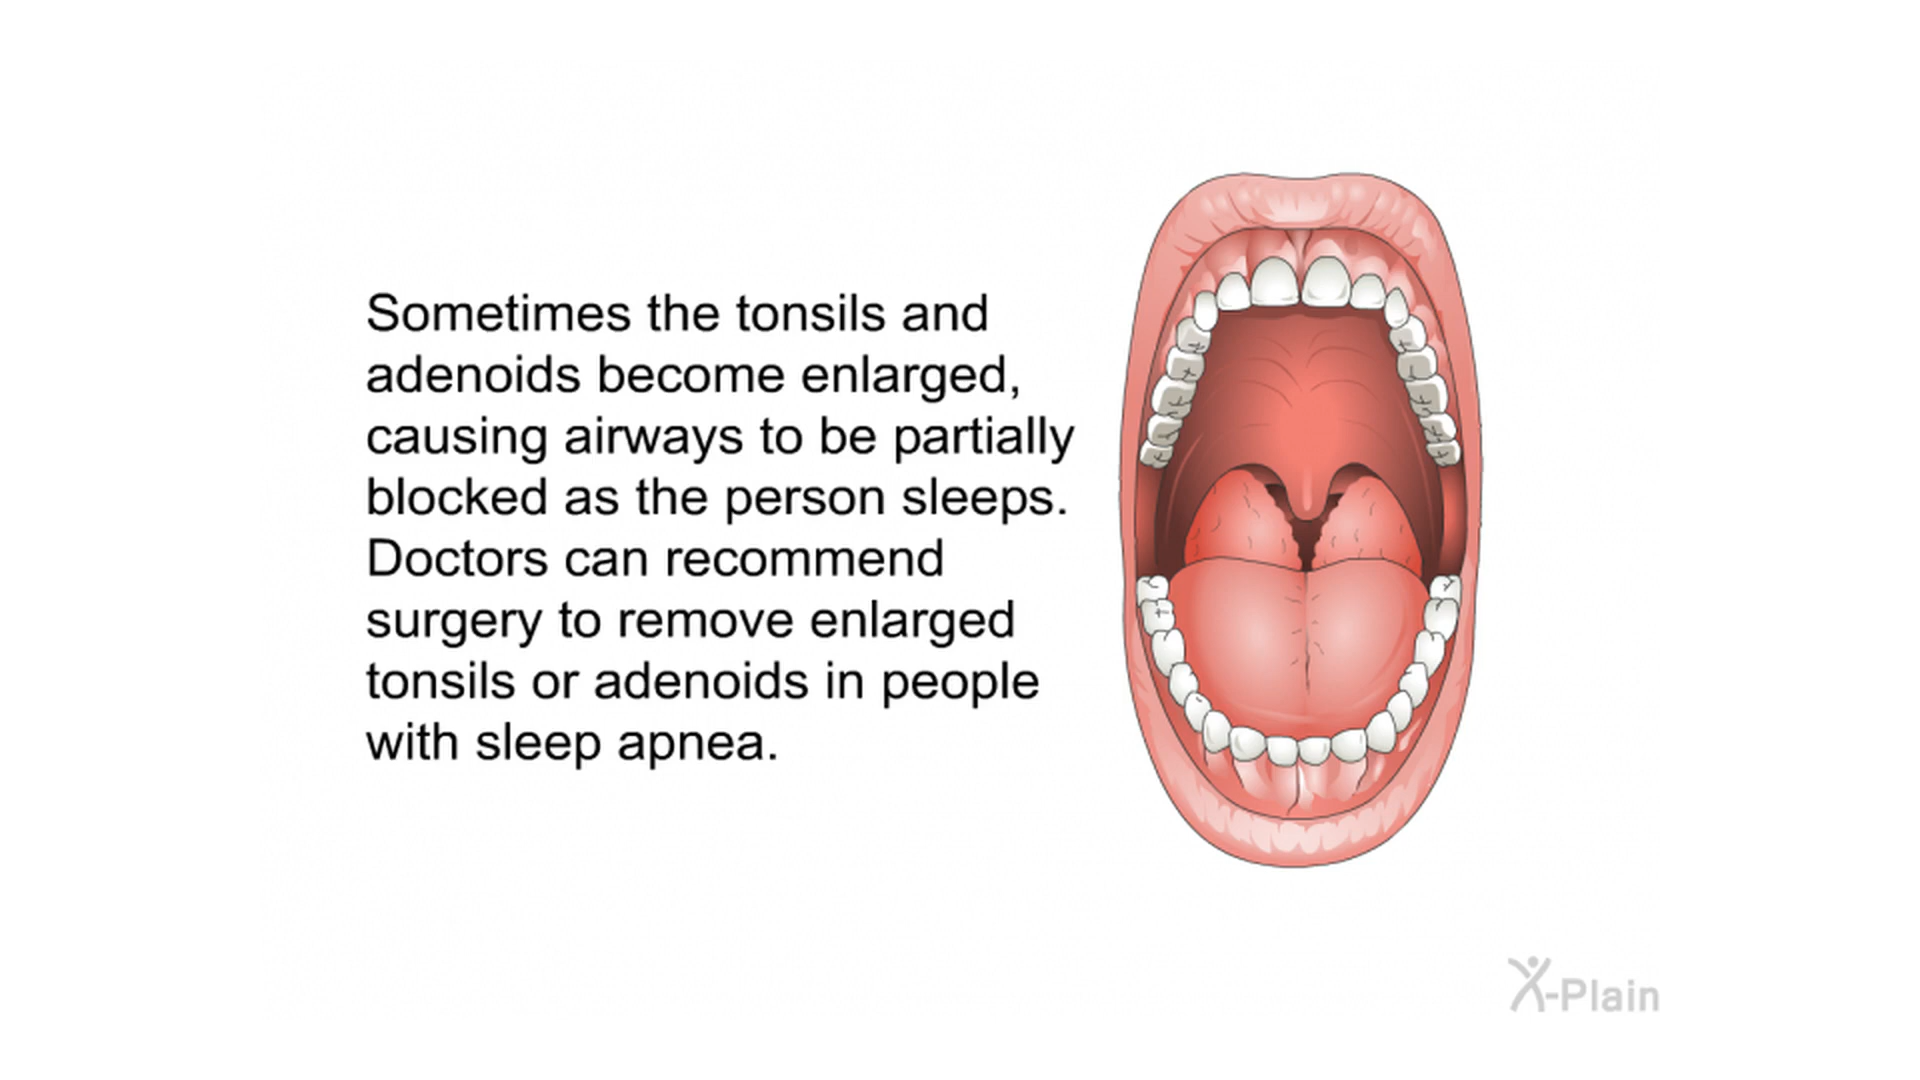 Sometimes the tonsils and
adenoids become enlarged,
causing airways to be partially
blocked as the person sleeps.
Doctors can recommend
surgery to remove enlarged
tonsils or adenoids in people
with sleep apnea.
X-Plain